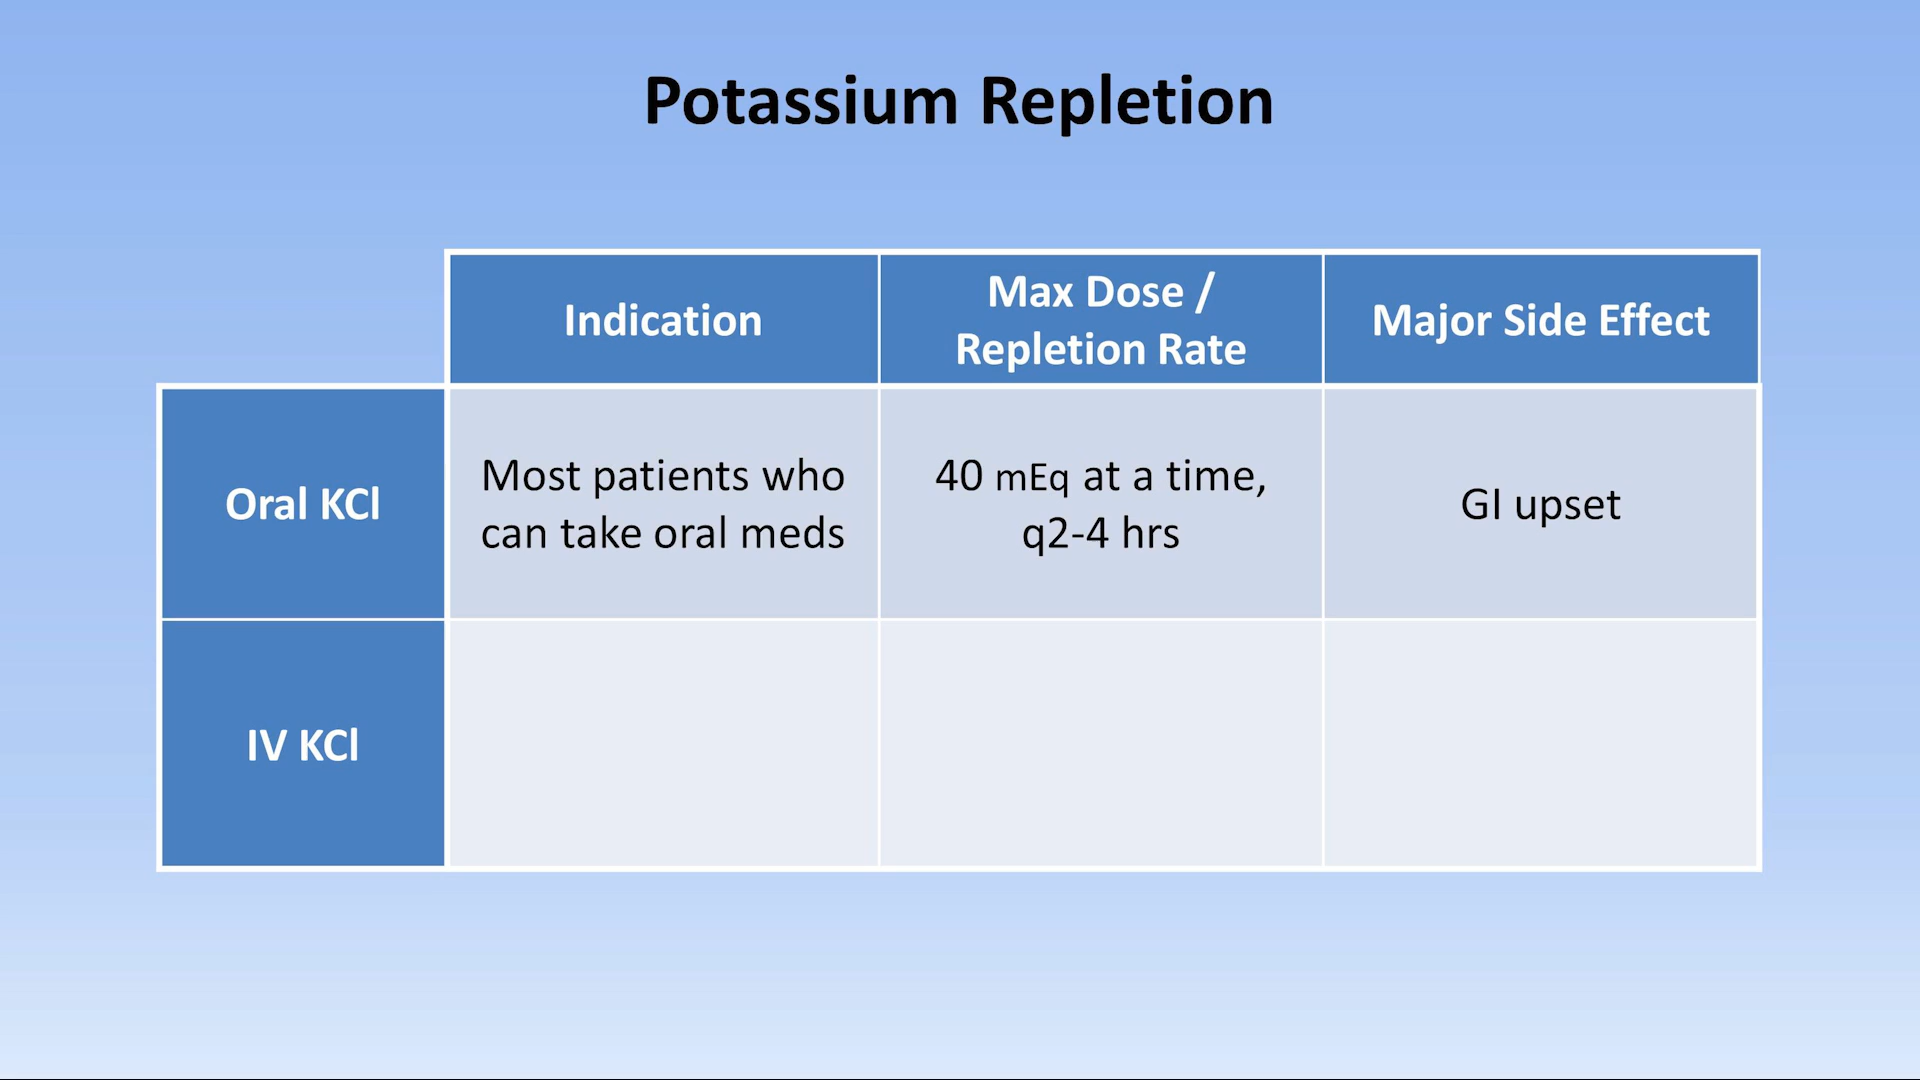 Potassium Repletion
Indication
Max Dose /
Repletion Rate
Major Side Effect
Oral KCl
Most patients who
can take oral meds
40 mEq at a time,
q2-4 hrs
GI upset
IV KCl